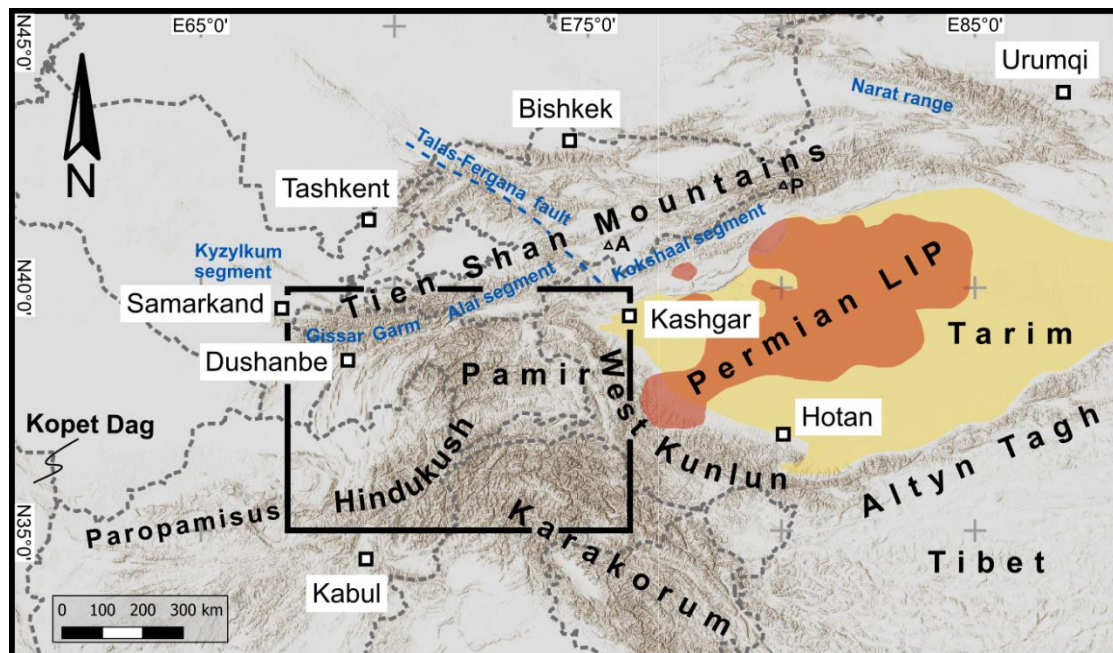 E65°0'
E75°0'
E85°0'
N45°0'
Urumqi
Narat range
Bishkek
Talas-Fergana fault
Tashkent
P
Tien Shan Mountains
A
Kokshaal segment
Kyzylkum
segment
N40°0'
Samarkand
Alai segment
Gissar Garm
Kashgar
Permian LIP
Tarim
Dushanbe
Pamir
West Kunlun
Hotan
Kopet Dag
Hindukush
Altyn Tagh
Paropamisus
N35°0'
Karakorum
Tibet
Kabul
0 100 200 300 km
N